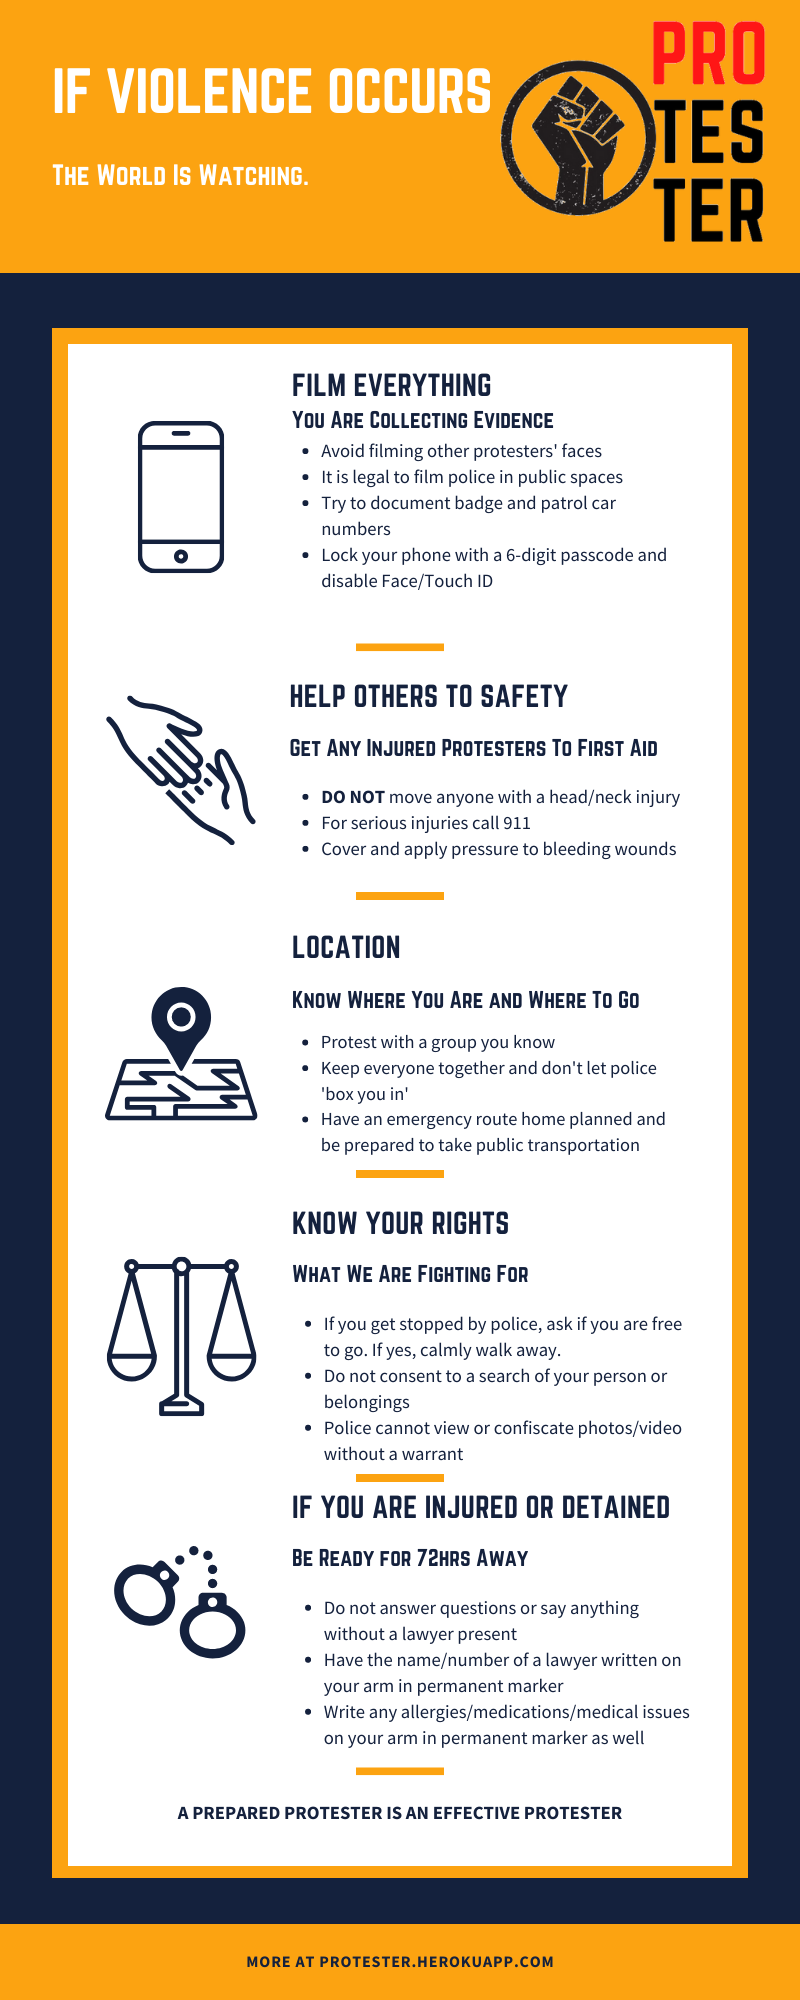 IF VIOLENCE OCCURS
The World Is Watching.
PRO
TES
TER
FILM EVERYTHING
You Are Collecting Evidence
• Avoid filming other protesters' faces
• It is legal to film police in public spaces
• Try to document badge and patrol car
numbers
• Lock your phone with a 6-digit passcode and
disable Face/Touch ID
HELP OTHERS TO SAFETY
Get Any Injured Protesters To First Aid
• DO NOT move anyone with a head/neck injury
• For serious injuries call 911
• Cover and apply pressure to bleeding wounds
LOCATION
Know Where You Are and Where To Go
• Protest with a group you know
• Keep everyone together and don't let police
'box you in'
• Have an emergency route home planned and
be prepared to take public transportation
KNOW YOUR RIGHTS
What We Are Fighting For
• If you get stopped by police, ask if you are free
to go. If yes, calmly walk away.
• Do not consent to a search of your person or
belongings
• Police cannot view or confiscate photos/video
without a warrant
IF YOU ARE INJURED OR DETAINED
Be Ready for 72hrs Away
• Do not answer questions or say anything
without a lawyer present
• Have the name/number of a lawyer written on
your arm in permanent marker
• Write any allergies/medications/medical issues
on your arm in permanent marker as well
A PREPARED PROTESTER IS AN EFFECTIVE PROTESTER
MORE AT PROTESTER.HEROKUAPP.COM